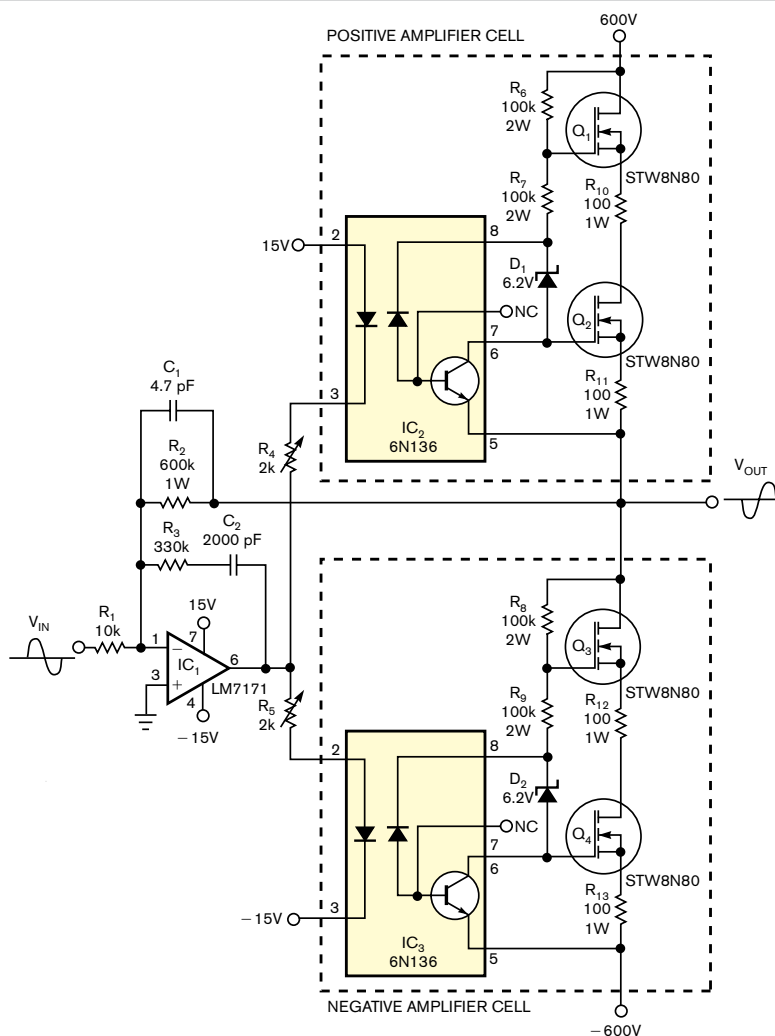 600V
POSITIVE AMPLIFIER CELL
R6
100k
2W
Q1
STW8N80
R7
100k
2W
R10
100
1W
15V
2
8
D1
6.2V
NC
7
6
Q2
STW8N80
R11
100
1W
C1
4.7 pF
3
IC2
6N136
5
R4
2k
R2
600k
1W
VOUT
R3
330k
C2
2000 pF
VIN
R1
10k
15V
1
7
−
IC1
6
3
+
LM7171
4
−15V
R5
2k
R8
100k
2W
Q3
STW8N80
R9
100k
2W
R12
100
1W
2
8
D2
6.2V
NC
7
6
Q4
STW8N80
R13
100
1W
−15V
3
IC3
6N136
5
NEGATIVE AMPLIFIER CELL
−600V